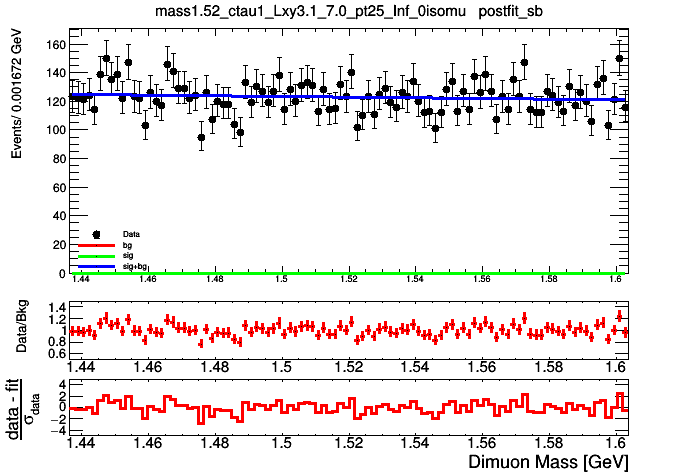 mass1.52_ctau1_Lxy3.1_7.0_pt25_Inf_0isomu postfit_sb
Events/ 0.001672 GeV
160
140
120
100
80
60
40
20
0
Data
bg
sig
sig+bg
1.44 1.46 1.48 1.5 1.52 1.54 1.56 1.58 1.6
Data/Bkg
1.4
1.2
1
0.8
0.6
1.44 1.46 1.48 1.5 1.52 1.54 1.56 1.58 1.6
data - fit
σdata
4
2
0
−2
−4
1.44 1.46 1.48 1.5 1.52 1.54 1.56 1.58 1.6
Dimuon Mass [GeV]